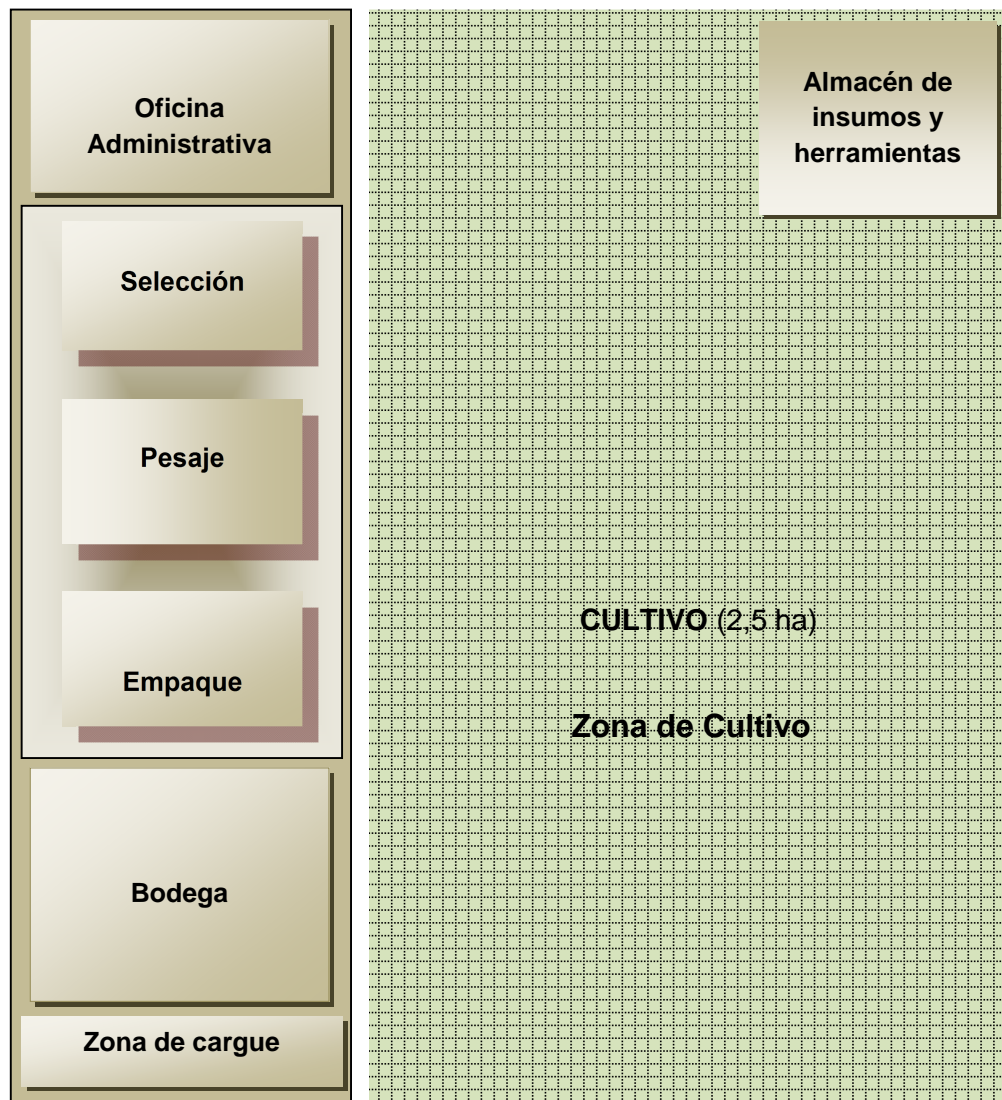 Oficina
Administrativa
Selección
Pesaje
Empaque
Bodega
Zona de cargue
Almacén de
insumos y
herramientas
CULTIVO (2,5 ha)
Zona de Cultivo